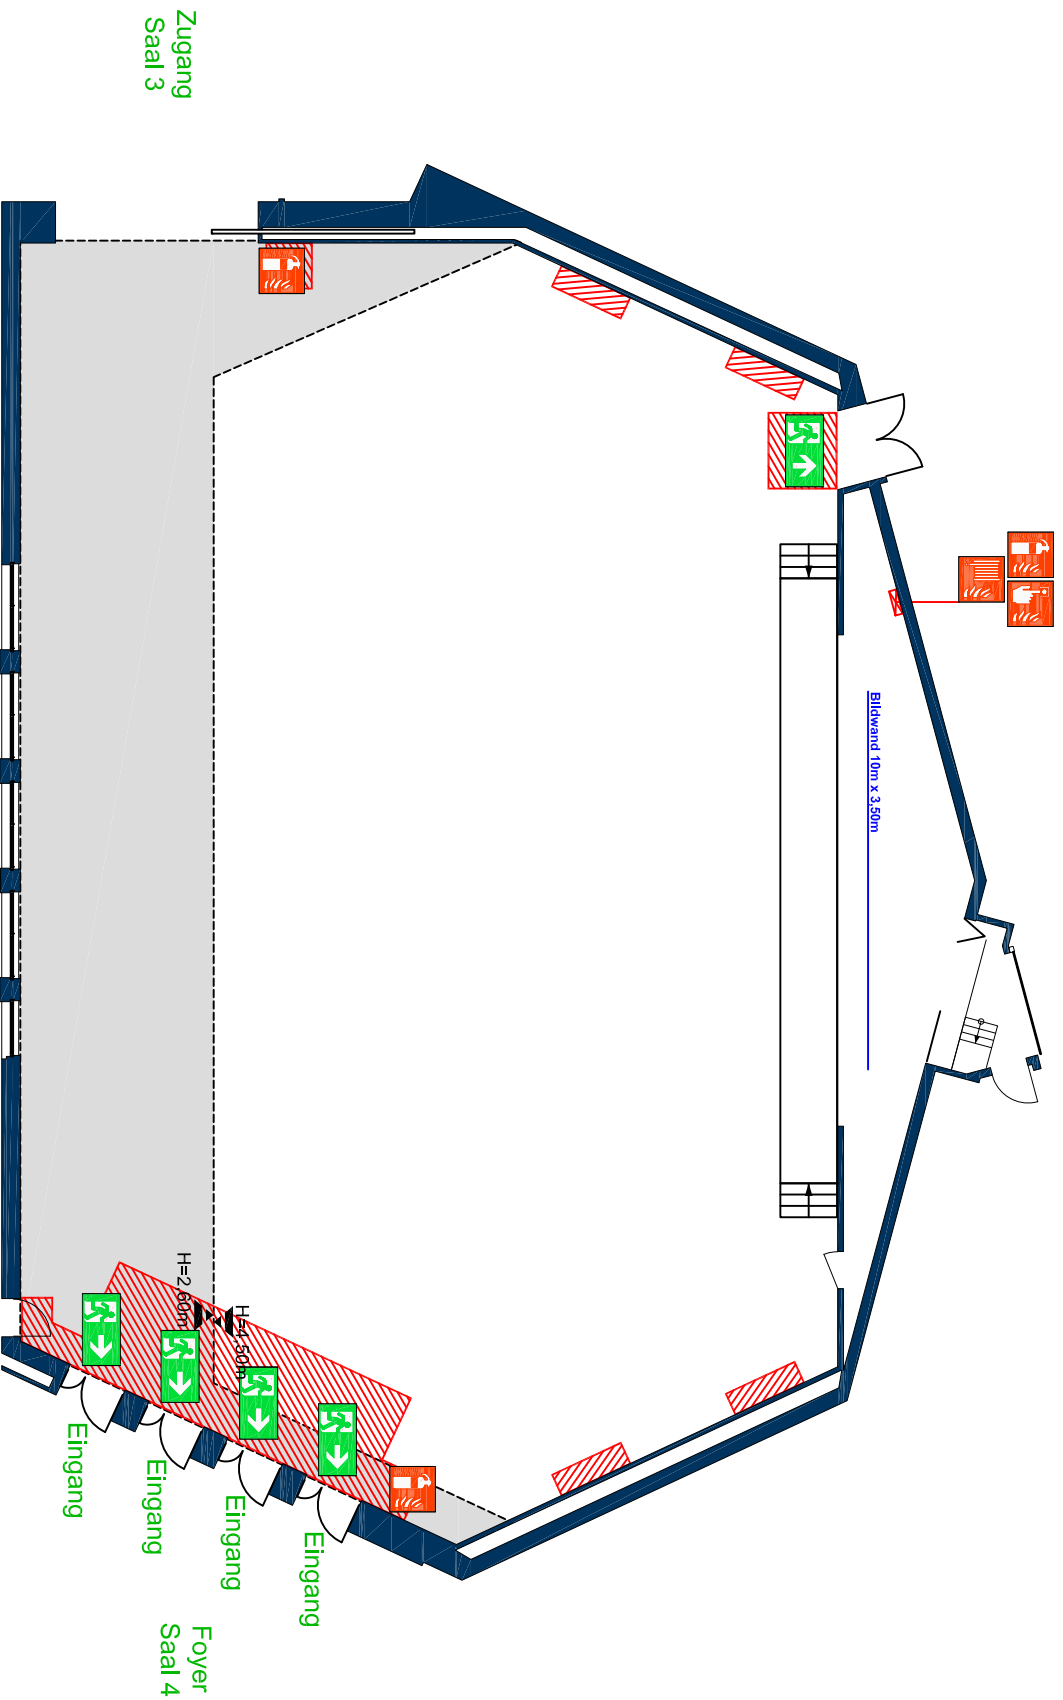 Zugang
Saal 3
Bildwand 10m x 3,50m
H=2,60m
H=4,50m
Eingang
Eingang
Eingang
Eingang
Foyer
Saal 4